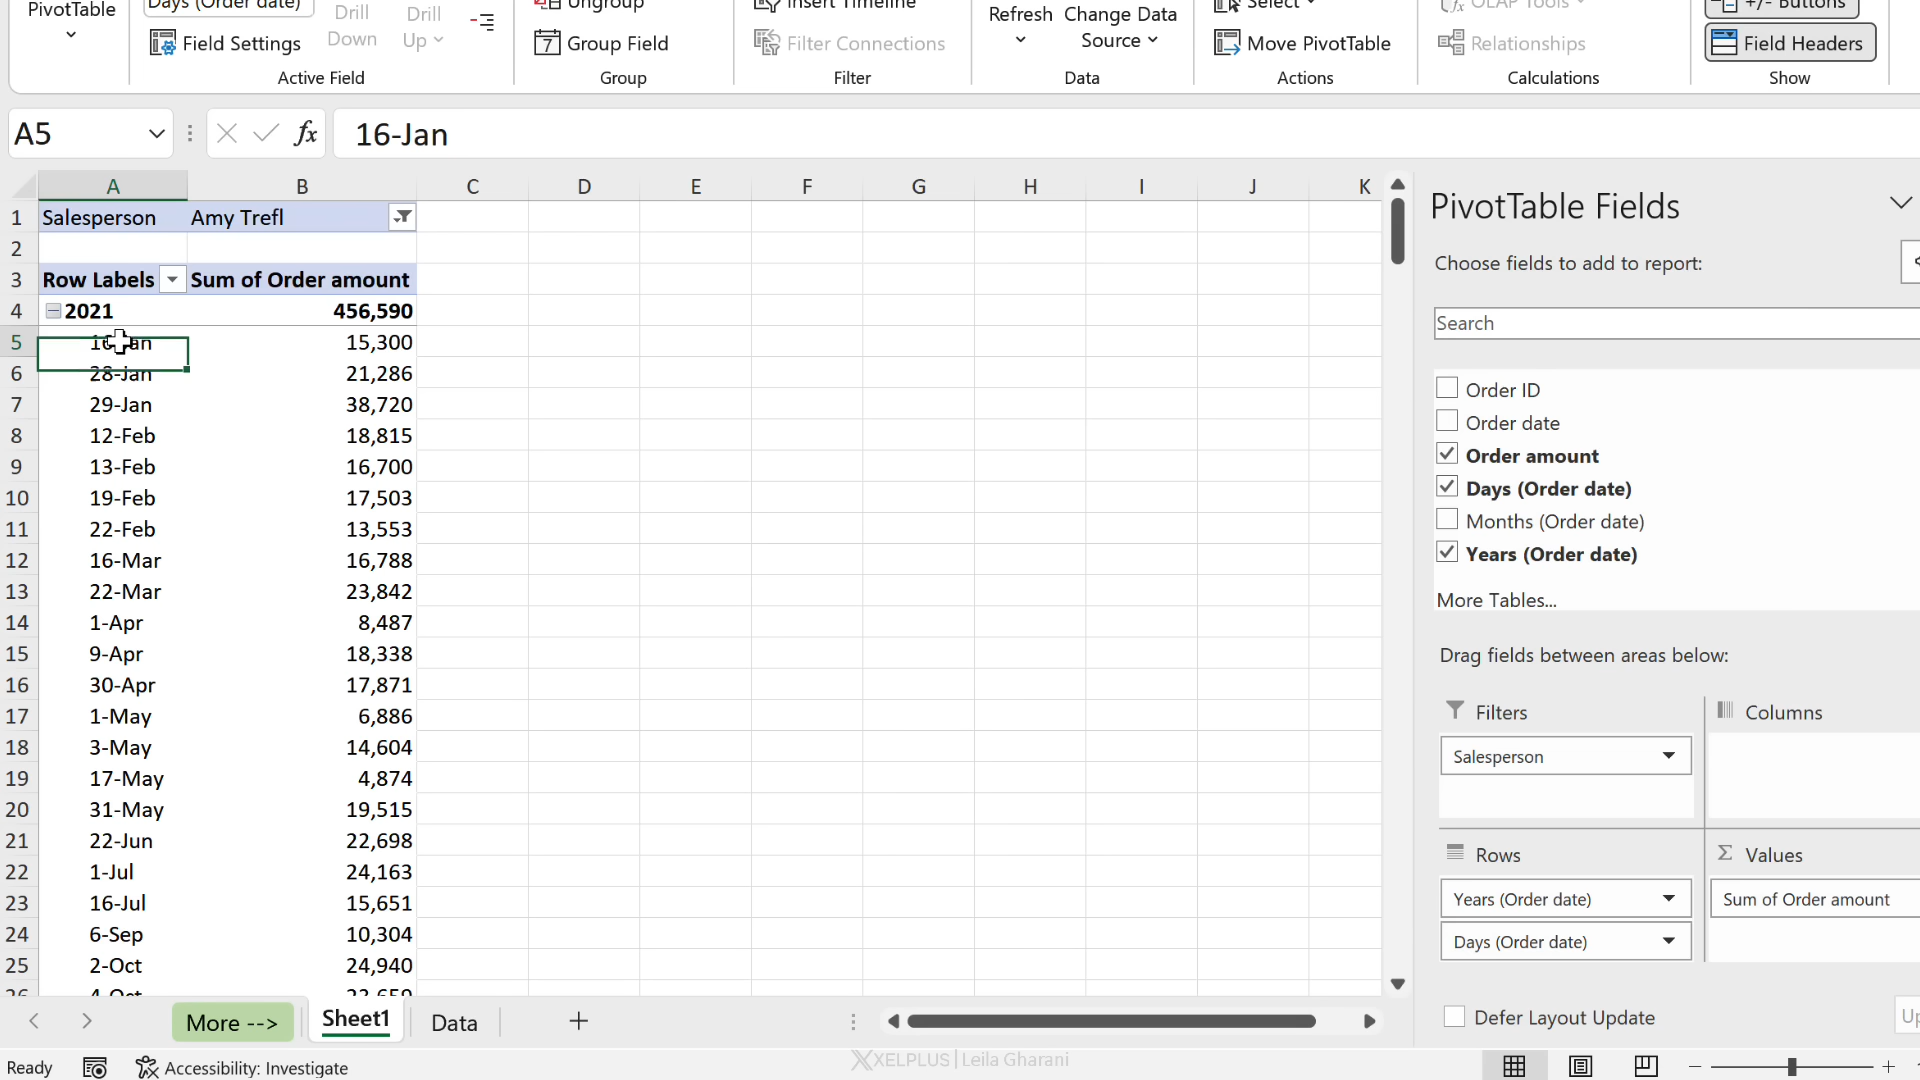 PivotTable
Days (Order date)
Field Settings
Drill
Down
Drill
Up
Active Field
Ungroup
Group Field
Group
Insert Timeline
Filter Connections
Filter
Refresh
Change Data
Source
Data
Select
Move PivotTable
Actions
OLAP Tools
Relationships
Calculations
+/- Buttons
Field Headers
Show
A5
fx
16-Jan
A B C D E F G H I J K
1 Salesperson Amy Trefl
2
3 Row Labels Sum of Order amount
4 2021 456,590
5 16-Jan 15,300
6 28-Jan 21,286
7 29-Jan 38,720
8 12-Feb 18,815
9 13-Feb 16,700
10 19-Feb 17,503
11 22-Feb 13,553
12 16-Mar 16,788
13 22-Mar 23,842
14 1-Apr 8,487
15 9-Apr 18,338
16 30-Apr 17,871
17 1-May 6,886
18 3-May 14,604
19 17-May 4,874
20 31-May 19,515
21 22-Jun 22,698
22 1-Jul 24,163
23 16-Jul 15,651
24 6-Sep 10,304
25 2-Oct 24,940
26 4-Oct 23,659
PivotTable Fields
Choose fields to add to report:
Search
Order ID
Order date
Order amount
Days (Order date)
Months (Order date)
Years (Order date)
More Tables...
Drag fields between areas below:
Filters
Salesperson
Columns
Rows
Years (Order date)
Days (Order date)
Σ Values
Sum of Order amount
Defer Layout Update
More -->
Sheet1
Data
Ready
Accessibility: Investigate
XELPLUS | Leila Gharani